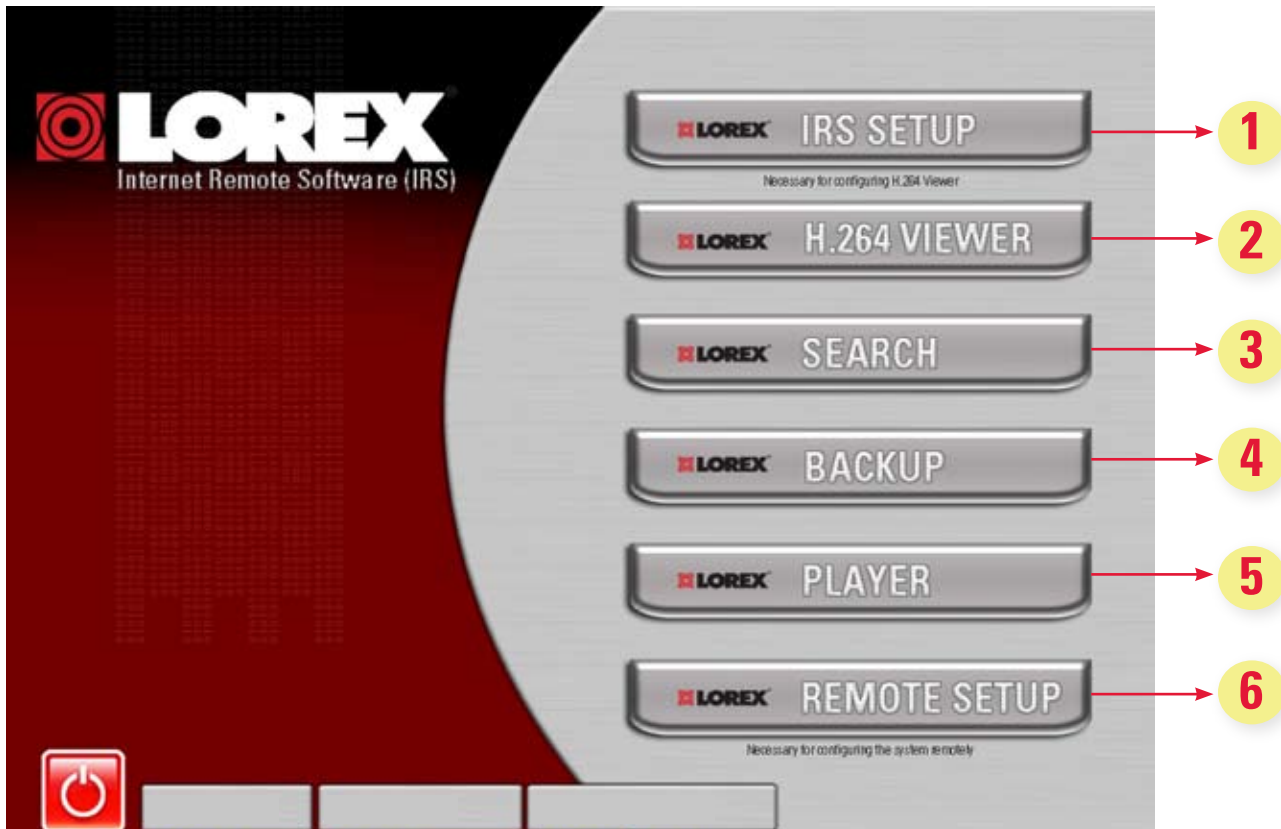 LOREX
Internet Remote Software (IRS)
LOREX IRS SETUP
1
Necessary for configuring H.264 Viewer
LOREX H.264 VIEWER
2
LOREX SEARCH
3
LOREX BACKUP
4
LOREX PLAYER
5
LOREX REMOTE SETUP
6
Necessary for configuring the system remotely